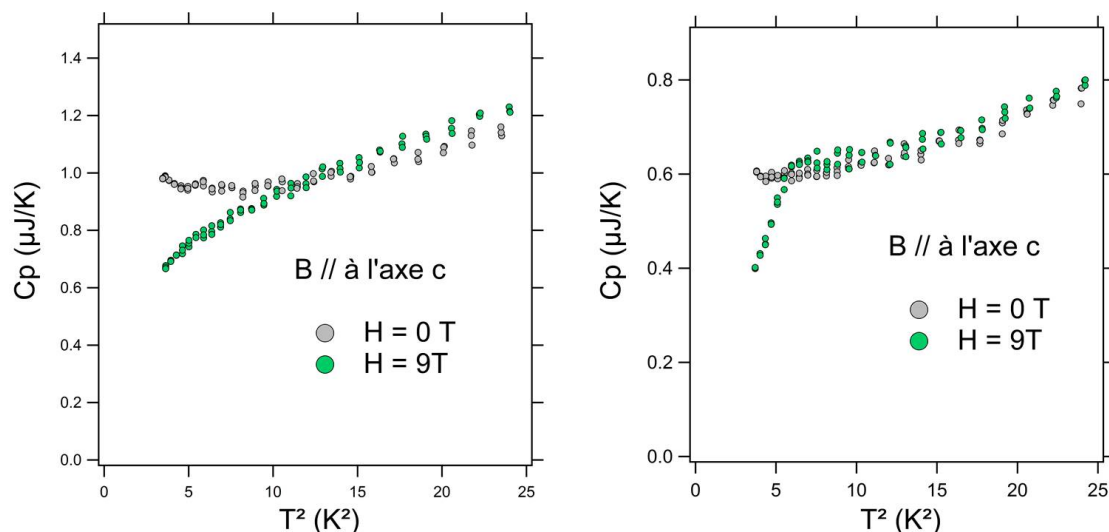 1.4
1.2
1.0
0.8
0.6
0.4
0.2
0.0
Cp (µJ/K)
B // à l'axe c
H = 0 T
H = 9T
0 5 10 15 20 25
T² (K²)
0.8
0.6
0.4
0.2
0.0
Cp (µJ/K)
B // à l'axe c
H = 0 T
H = 9T
0 5 10 15 20 25
T² (K²)